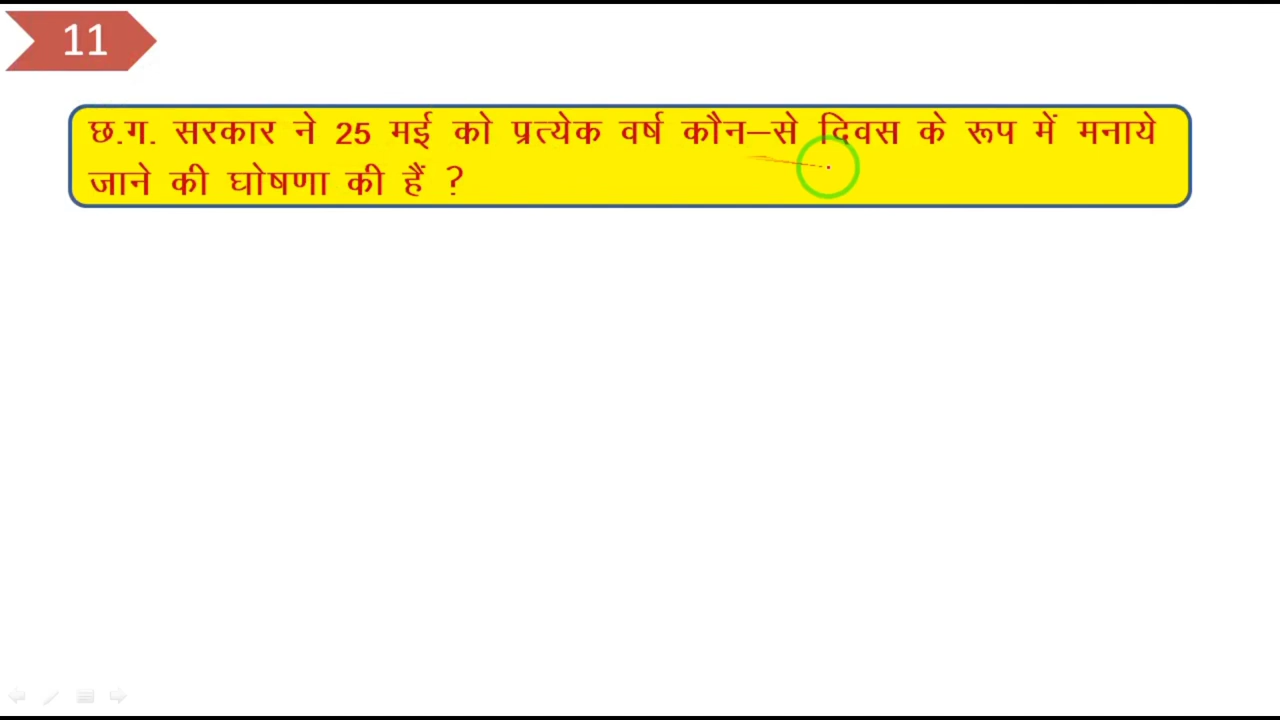 11
छ.ग. सरकार ने 25 मई को प्रत्येक वर्ष कौन–से दिवस के रूप में मनाये
जाने की घोषणा की हैं ?